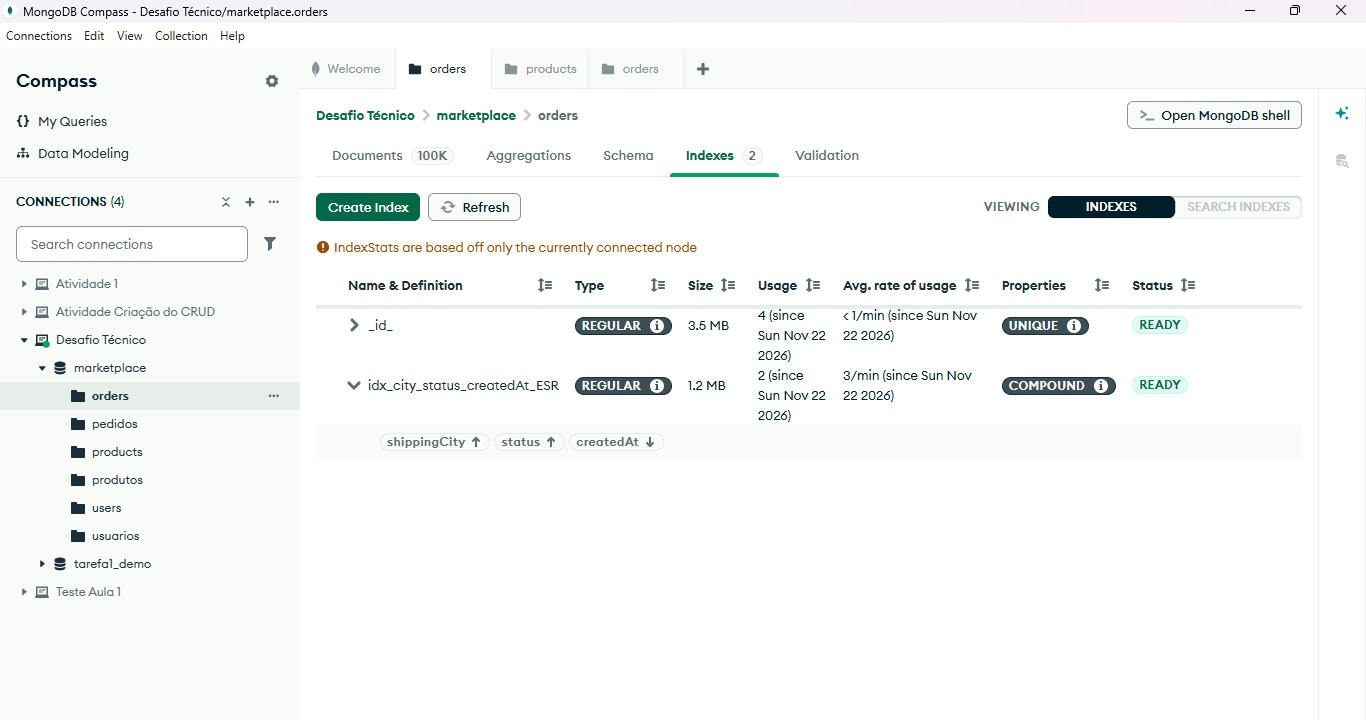 MongoDB Compass - Desafio Técnico/marketplace.orders
Connections Edit View Collection Help
Compass
My Queries
Data Modeling
CONNECTIONS (4)
Search connections
Atividade 1
Atividade Criação do CRUD
Desafio Técnico
marketplace
orders
pedidos
products
produtos
users
usuarios
tarefa1_demo
Teste Aula 1
Welcome orders products orders
Desafio Técnico > marketplace > orders
>_ Open MongoDB shell
Documents 100K Aggregations Schema Indexes 2 Validation
Create Index Refresh
VIEWING INDEXES SEARCH INDEXES
IndexStats are based off only the currently connected node
Name & Definition Type Size Usage Avg. rate of usage Properties Status
_id_ REGULAR 3.5 MB 4 (since Sun Nov 22 2026) <1/min (since Sun Nov 22 2026) UNIQUE READY
idx_city_status_createdAt_ESR REGULAR 1.2 MB 2 (since Sun Nov 22 2026) 3/min (since Sun Nov 22 2026) COMPOUND READY
shippingCity ↑ status ↑ createdAt ↓